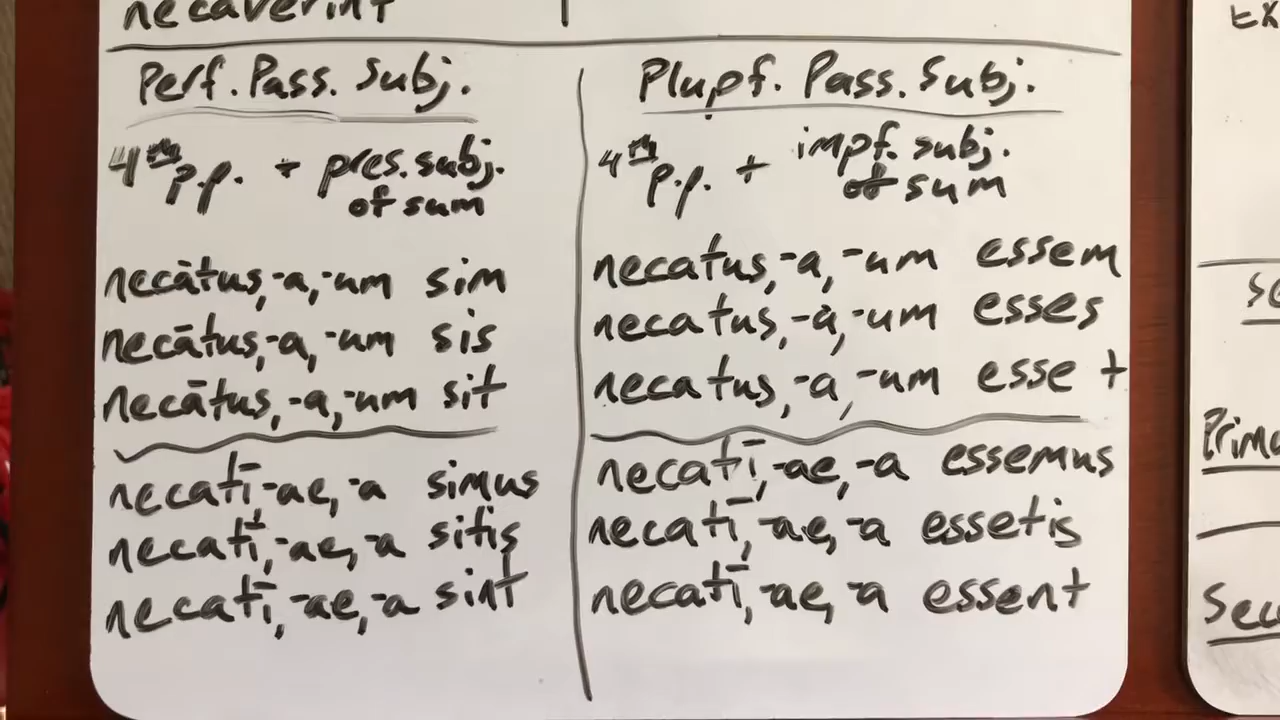 necaverint
Perf. Pass. Subj.
4th p.p. + pres. subj.
of sum
necātus, -a, -um sim
necātus, -a, -um sis
necātus, -a, -um sit
necatī -ae, -a simus
necatī, -ae, -a sitis
necatī, -ae, -a sint
Plupf. Pass. Subj.
4th p.p. + impf. subj.
of sum
necatus, -a, -um essem
necatus, -a, -um esses
necatus, -a, -um esset
necatī, -ae, -a essemus
necatī, -ae, -a essetis
necatī, -ae, -a essent